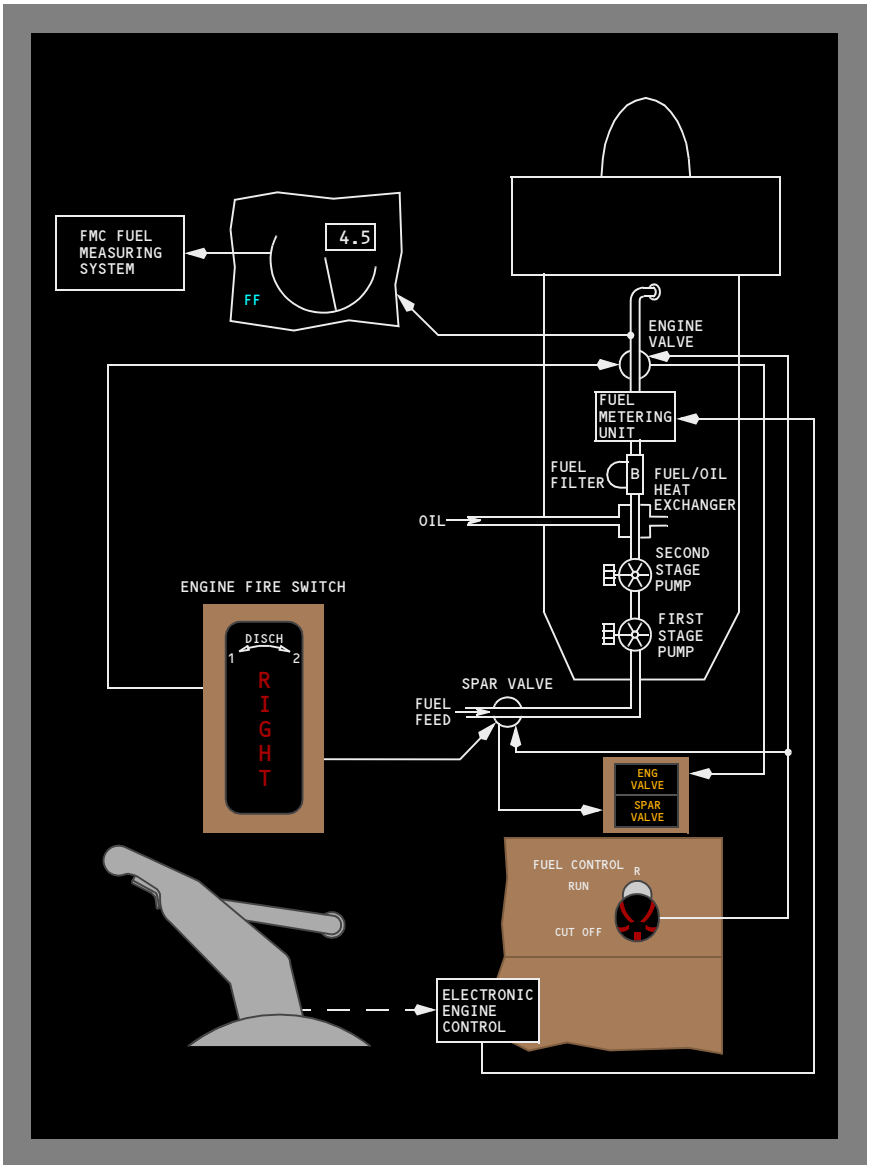 FMC FUEL
MEASURING
SYSTEM
4.5
FF
ENGINE
VALVE
FUEL
METERING
UNIT
FUEL
FILTER
B
FUEL/OIL
HEAT
EXCHANGER
OIL
SECOND
STAGE
PUMP
ENGINE FIRE SWITCH
FIRST
STAGE
PUMP
DISCH
1 2
R
I
G
H
T
SPAR VALVE
FUEL
FEED
ENG
VALVE
SPAR
VALVE
FUEL CONTROL
R
RUN
CUT OFF
ELECTRONIC
ENGINE
CONTROL